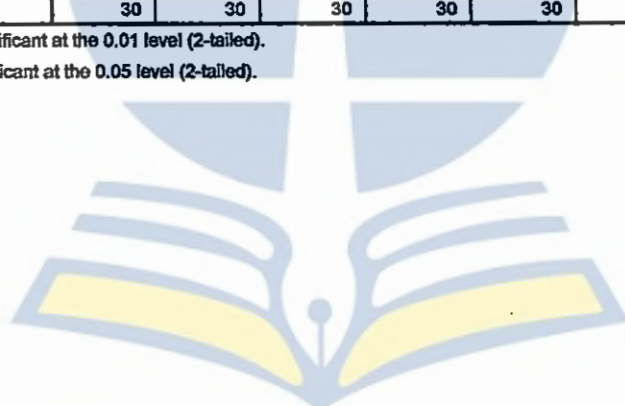 30 30 30 30 30
ificant at the 0.01 level (2-tailed).
icant at the 0.05 level (2-tailed).